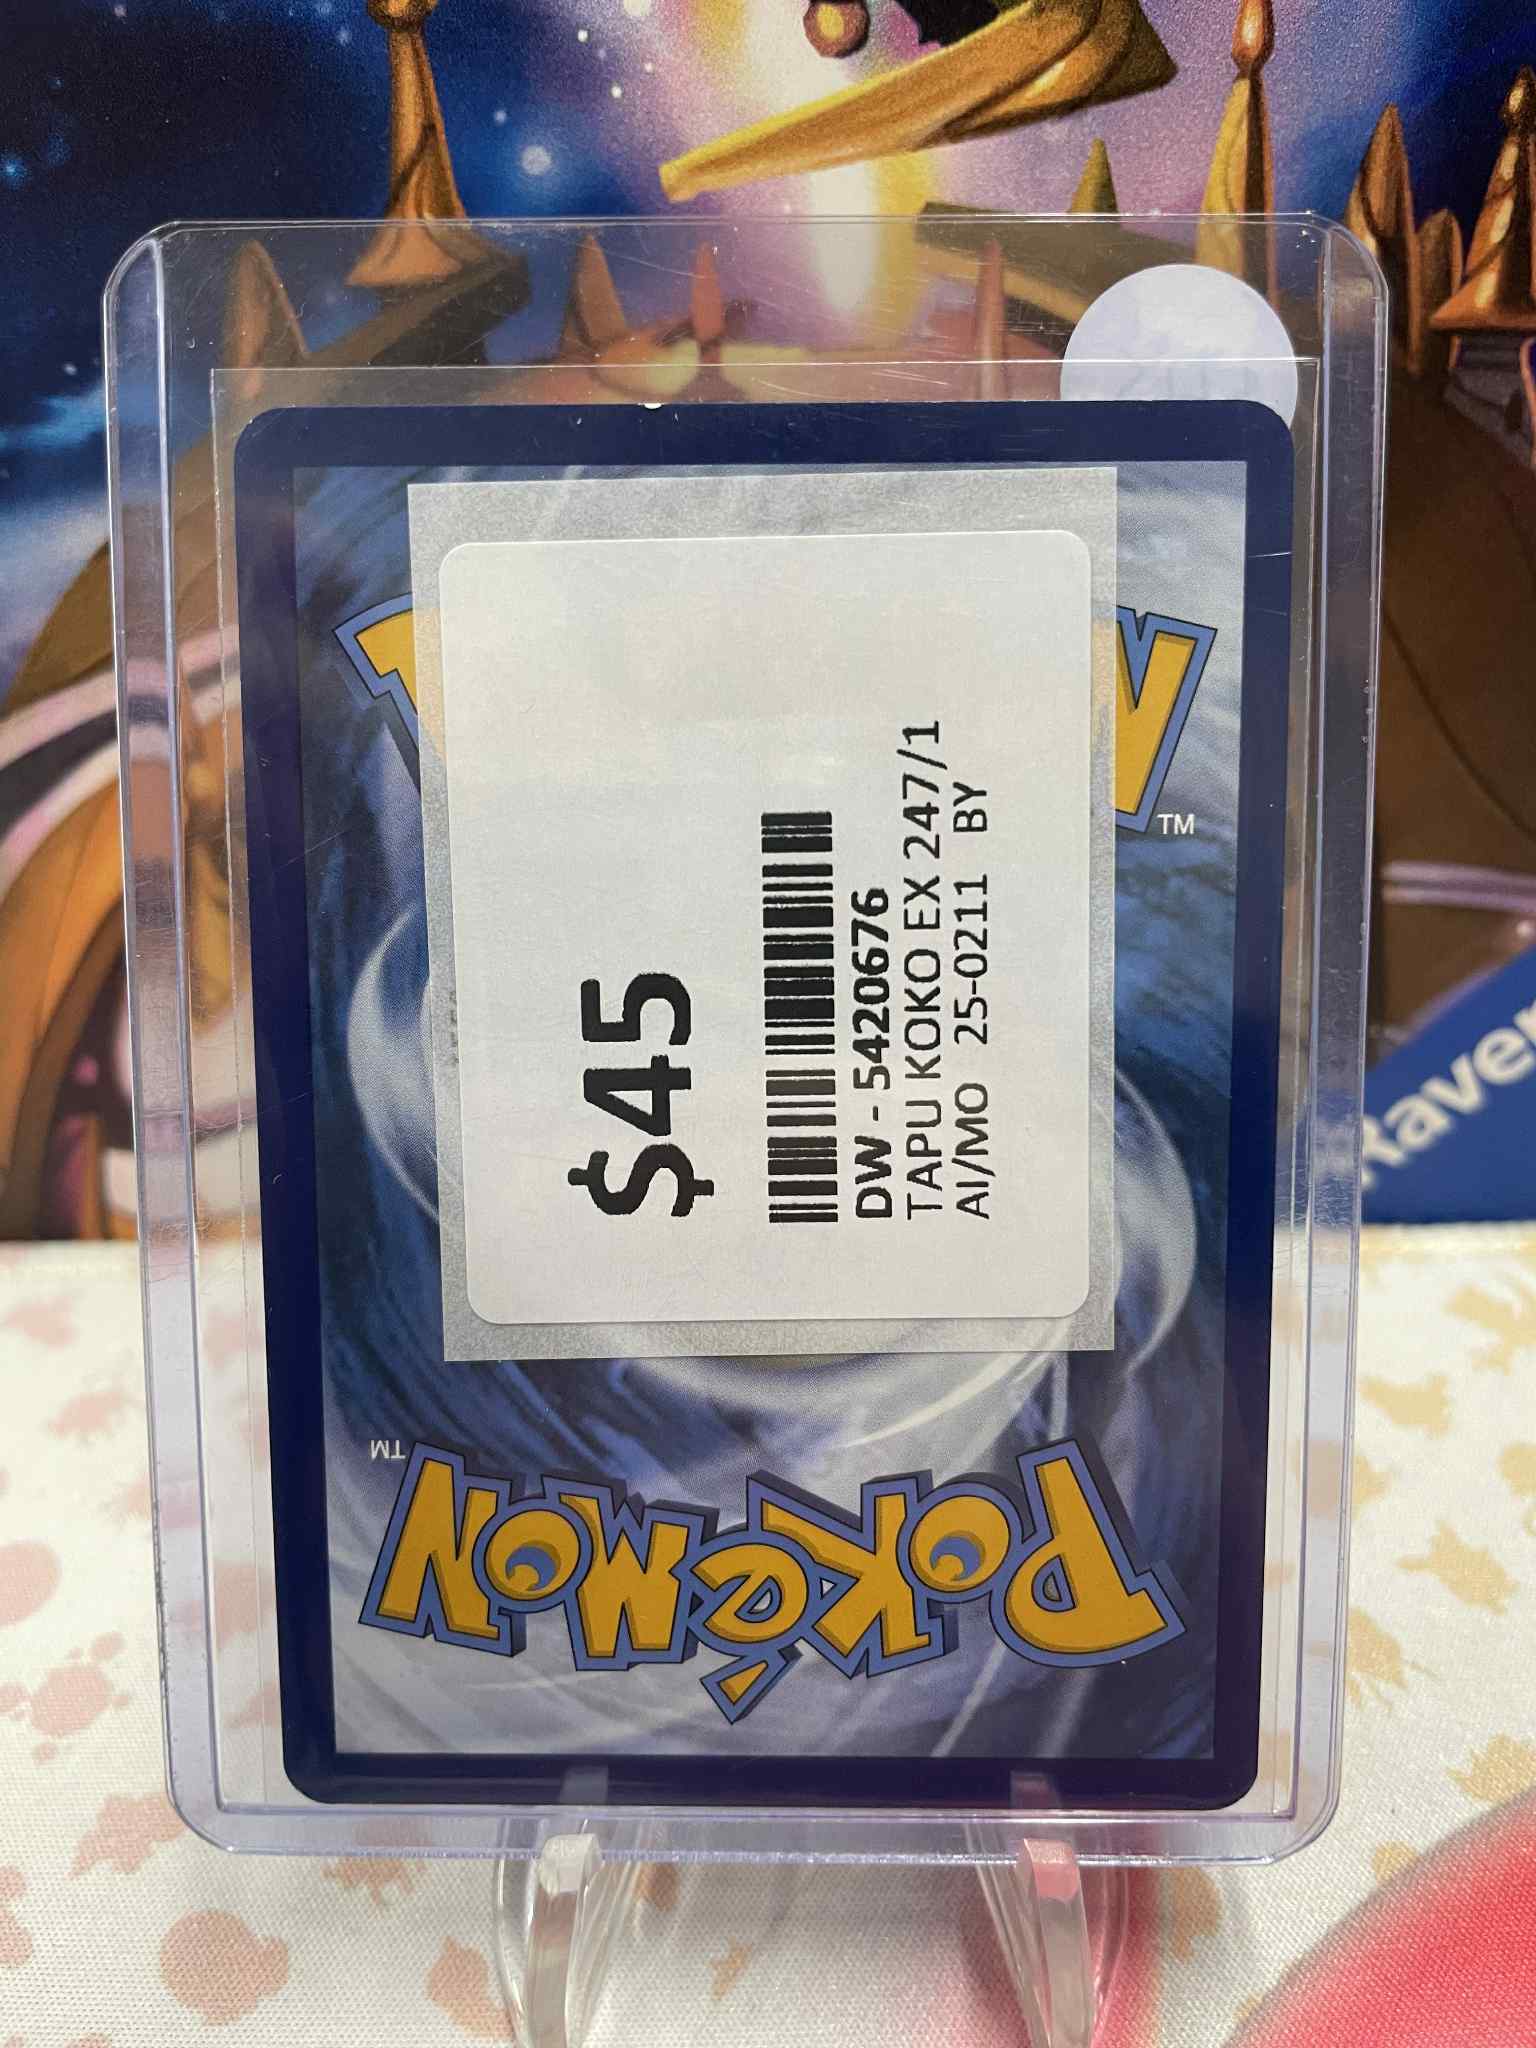 $45
DW - 5420676
TAPU KOKO EX 247/1
AI/MO 25-0211 BY
TM
TM
POKéMON
Raven